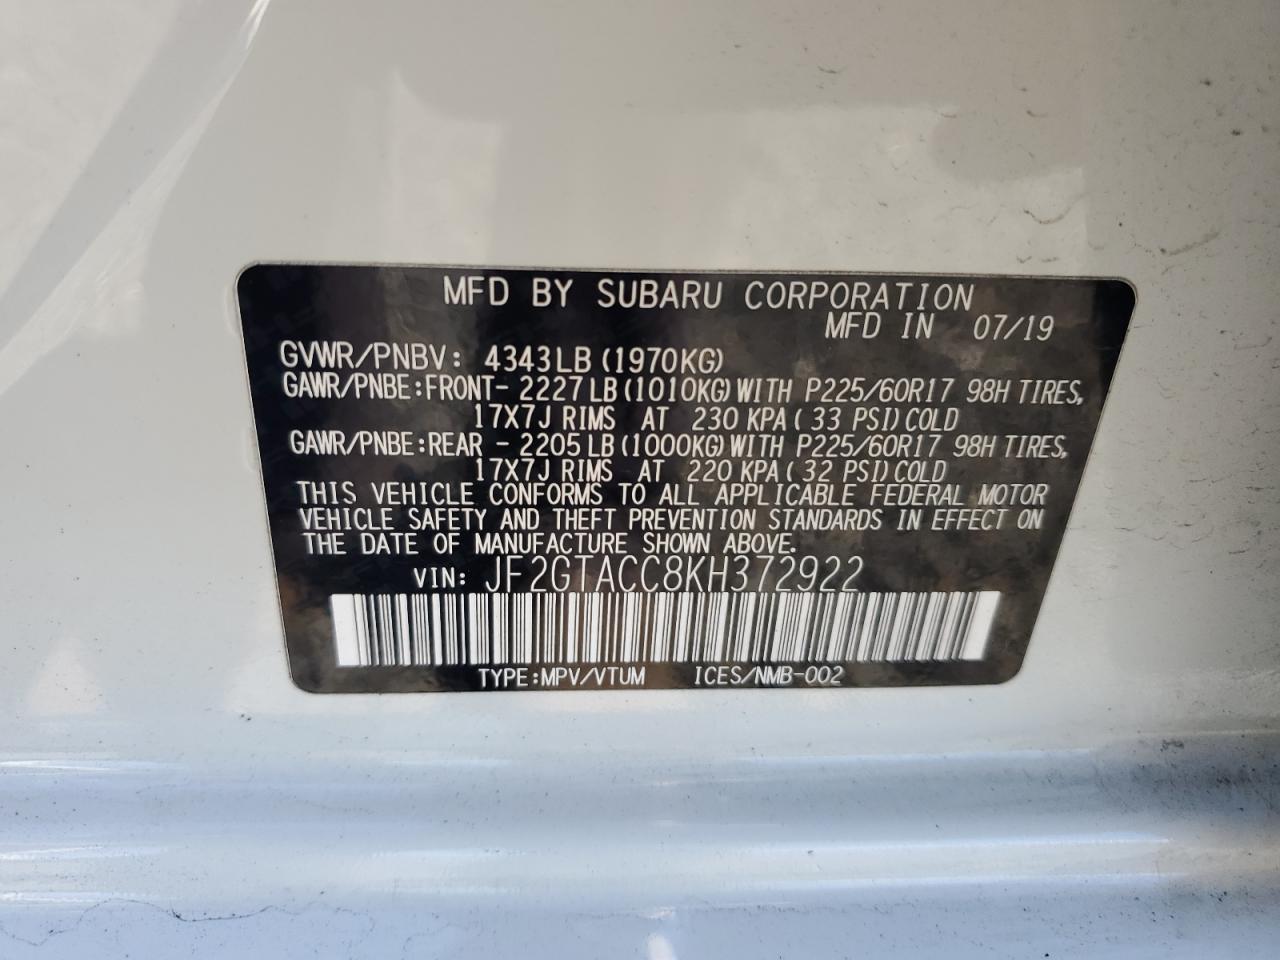 MFD BY SUBARU CORPORATION
MFD IN 07/19
GVWR/PNBV: 4343LB (1970KG)
GAWR/PNBE:FRONT- 2227LB(1010KG)WITH P225/60R17 98H TIRES,
17X7J RIMS AT 230 KPA( 33 PSI)COLD
GAWR/PNBE:REAR - 2205LB(1000KG)WITH P225/60R17 98H TIRES,
17X7J RIMS AT 220 KPA( 32 PSI)COLD
THIS VEHICLE CONFORMS TO ALL APPLICABLE FEDERAL MOTOR
VEHICLE SAFETY AND THEFT PREVENTION STANDARDS IN EFFECT ON
THE DATE OF MANUFACTURE SHOWN ABOVE.
VIN: JF2GTACC8KH372922
TYPE:MPV/VTUM ICES/NMB-002